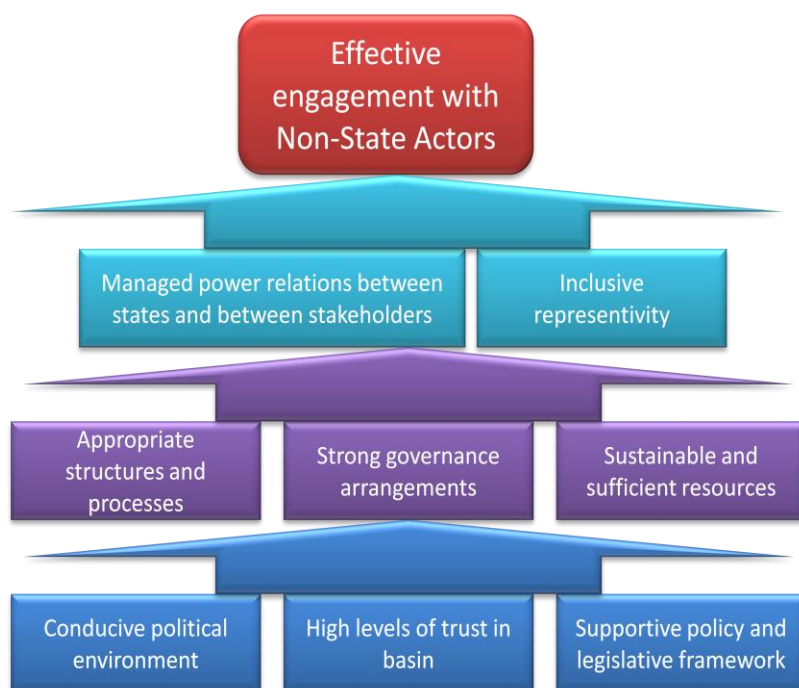 Effective
engagement with
Non-State Actors
Managed power relations between
states and between stakeholders
Inclusive
representivity
Appropriate
structures and
processes
Strong governance
arrangements
Sustainable and
sufficient resources
Conducive political
environment
High levels of trust in
basin
Supportive policy and
legislative framework